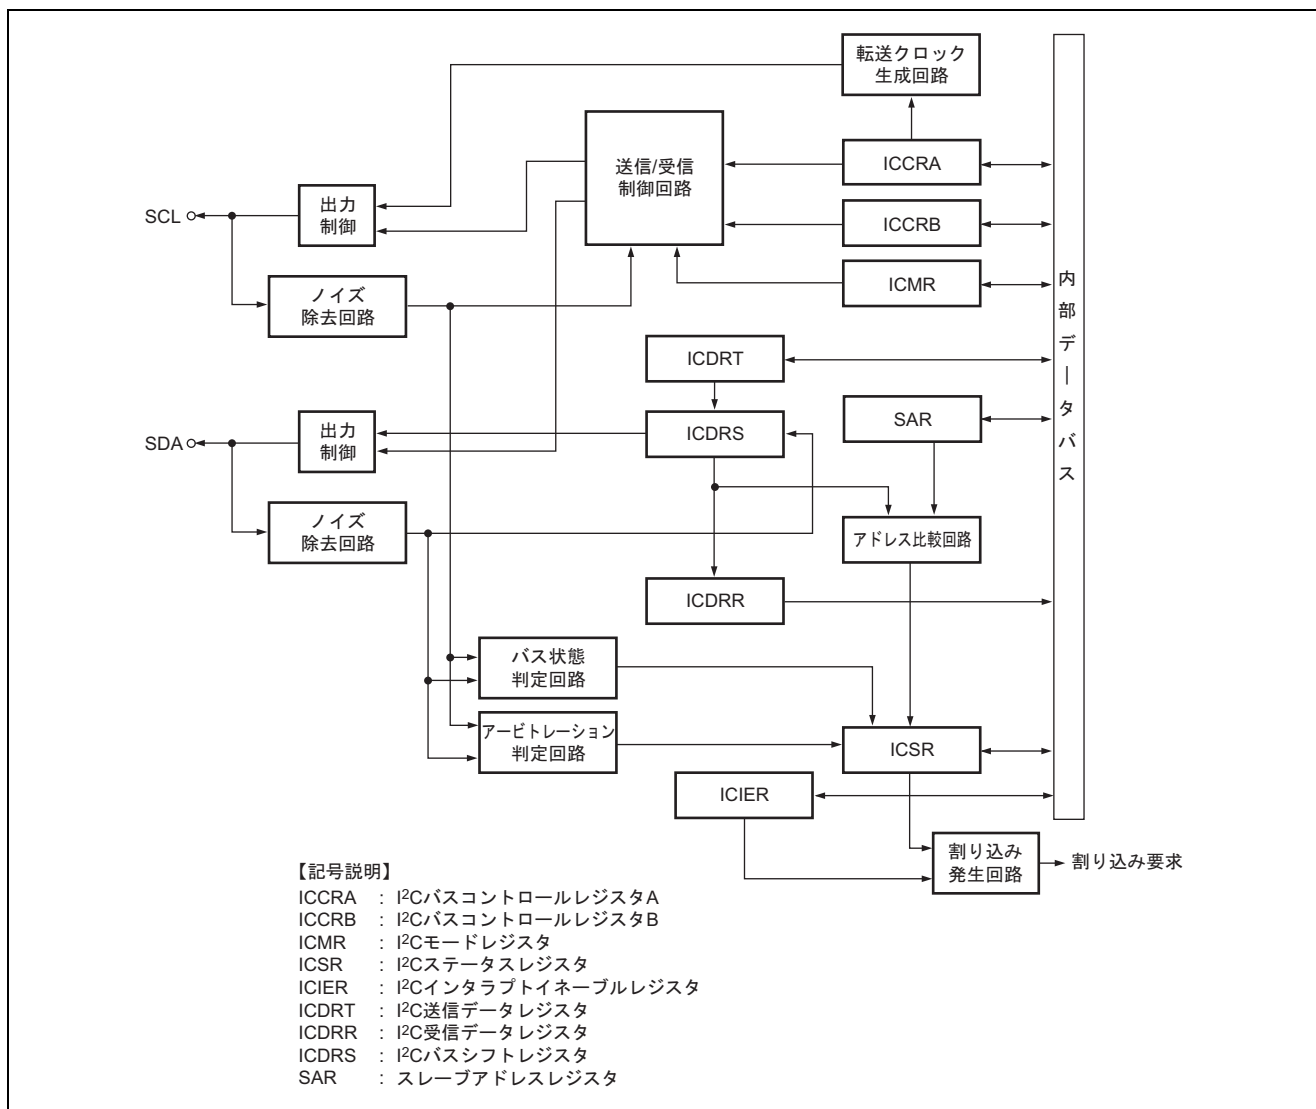 転送クロック
生成回路
ICCRA
送信/受信
制御回路
出力
制御
SCL
ICCRB
ICMR
ノイズ
除去回路
内部データバス
ICDRT
SAR
出力
制御
ICDRS
SDA
ノイズ
除去回路
アドレス比較回路
ICDRR
バス状態
判定回路
アービトレーション
判定回路
ICSR
ICIER
割り込み
発生回路
割り込み要求
【記号説明】
ICCRA : I²CバスコントロールレジスタA
ICCRB : I²CバスコントロールレジスタB
ICMR : I²Cモードレジスタ
ICSR : I²Cステータスレジスタ
ICIER : I²Cインタラプトイネーブルレジスタ
ICDRT : I²C送信データレジスタ
ICDRR : I²C受信データレジスタ
ICDRS : I²Cバスシフトレジスタ
SAR : スレーブアドレスレジスタ